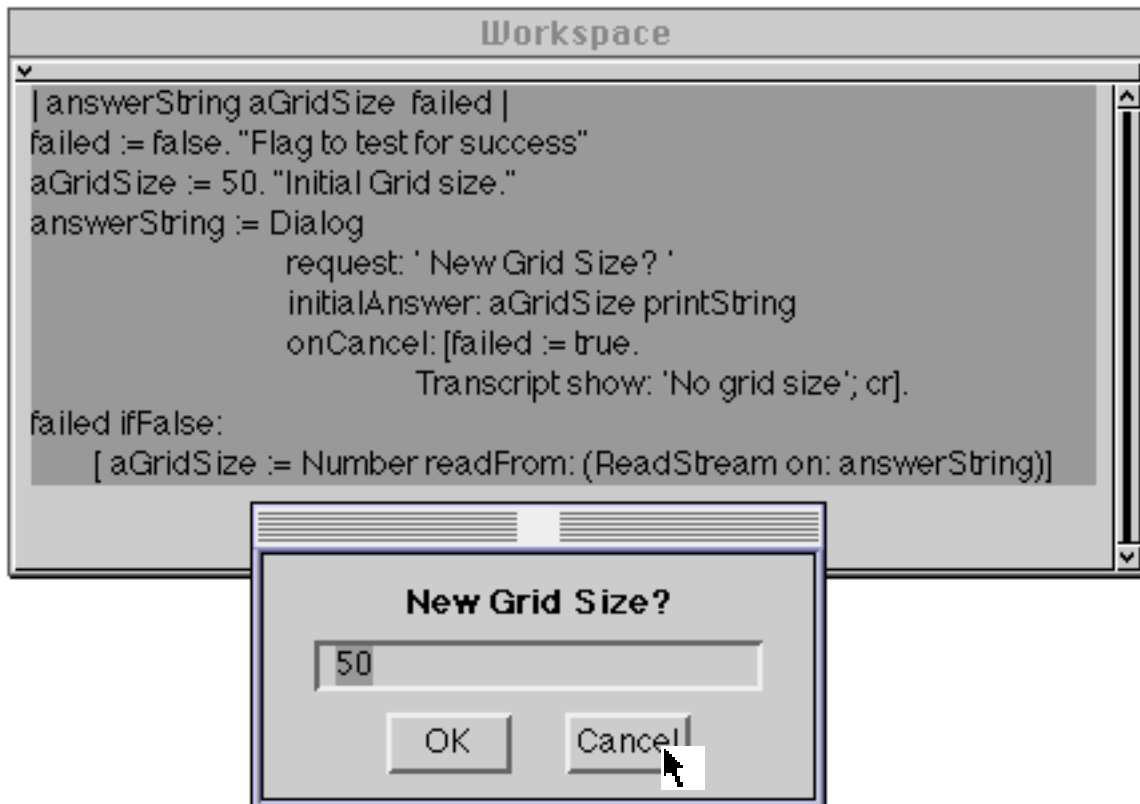 Workspace
| answerString aGridSize  failed |
failed := false. "Flag to test for success"
aGridSize := 50. "Initial Grid size."
answerString := Dialog
request: ' New Grid Size? '
initialAnswer: aGridSize printString
onCancel: [failed := true.
Transcript show: 'No grid size'; cr].
failed ifFalse:
[ aGridSize := Number readFrom: (ReadStream on: answerString)]
New Grid Size?
50
OK Cancel